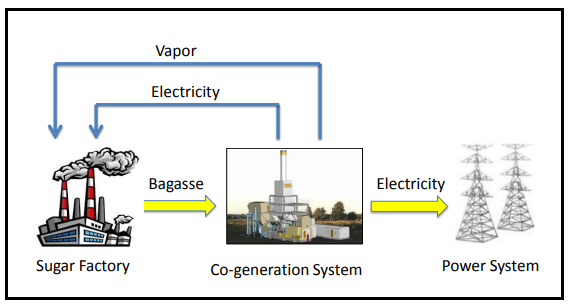 Vapor
Electricity
Bagasse
Electricity
Sugar Factory
Co-generation System
Power System